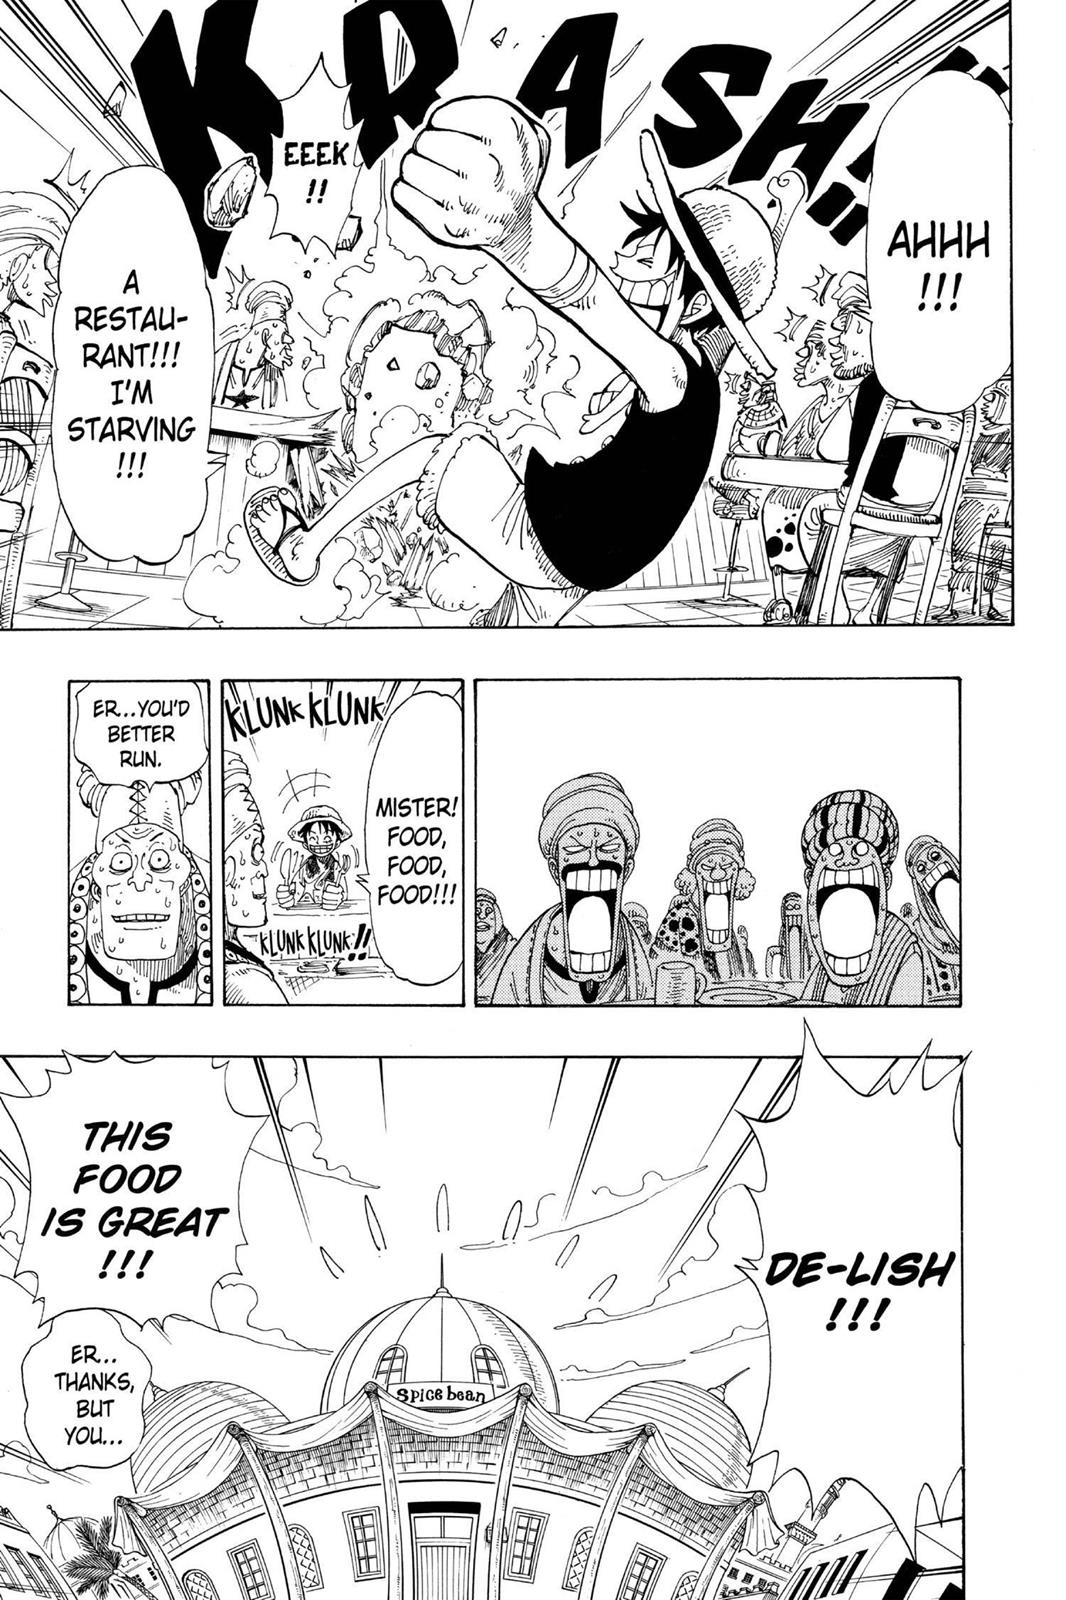 KRASH!!!
AHHH
!!!
EEEK
!!
A
RESTAU-
RANT!!!
I'M
STARVING
!!!
MISTER!
FOOD,
FOOD,
FOOD!!!
KLUNK KLUNK
KLUNK KLUNK!!
ER...YOU'D
BETTER
RUN.
DE-LISH
!!!
THIS
FOOD
IS GREAT
!!!
ER...
THANKS,
BUT
YOU...
Spice bean